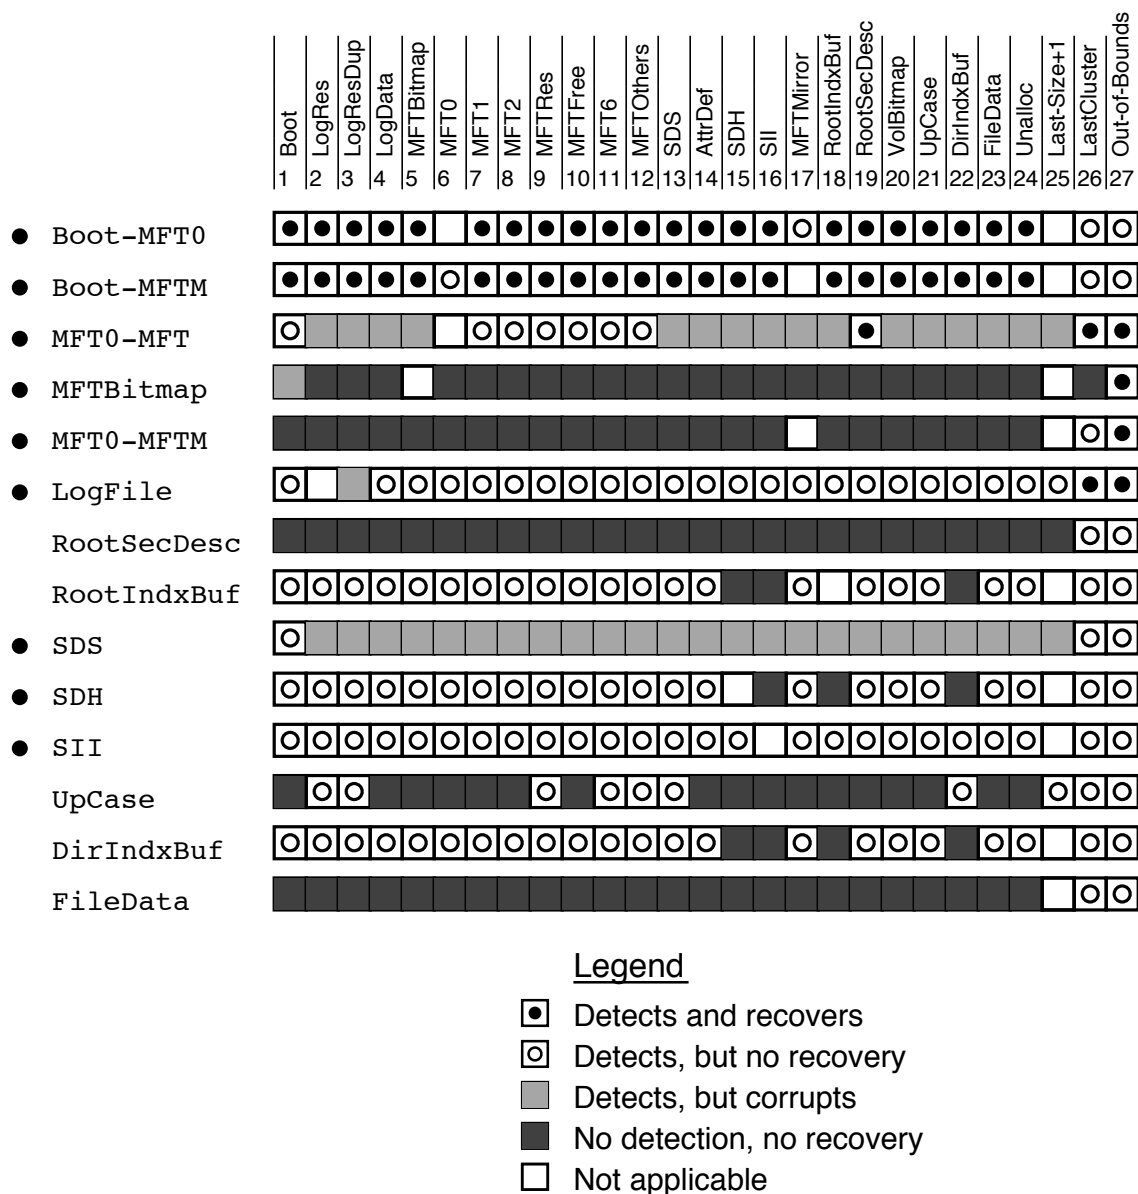 Boot
LogRes
LogResDup
LogData
MFTBitmap
MFT0
MFT1
MFT2
MFTRes
MFTFree
MFT6
MFTOthers
SDS
AttrDef
SDH
SII
MFTMirror
RootIndxBuf
RootSecDesc
VolBitmap
UpCase
DirIndxBuf
FileData
Unalloc
Last-Size+1
LastCluster
Out-of-Bounds
1 2 3 4 5 6 7 8 9 10 11 12 13 14 15 16 17 18 19 20 21 22 23 24 25 26 27
Boot-MFT0
Boot-MFTM
MFT0-MFT
MFTBitmap
MFT0-MFTM
LogFile
RootSecDesc
RootIndxBuf
SDS
SDH
SII
UpCase
DirIndxBuf
FileData
Legend
Detects and recovers
Detects, but no recovery
Detects, but corrupts
No detection, no recovery
Not applicable